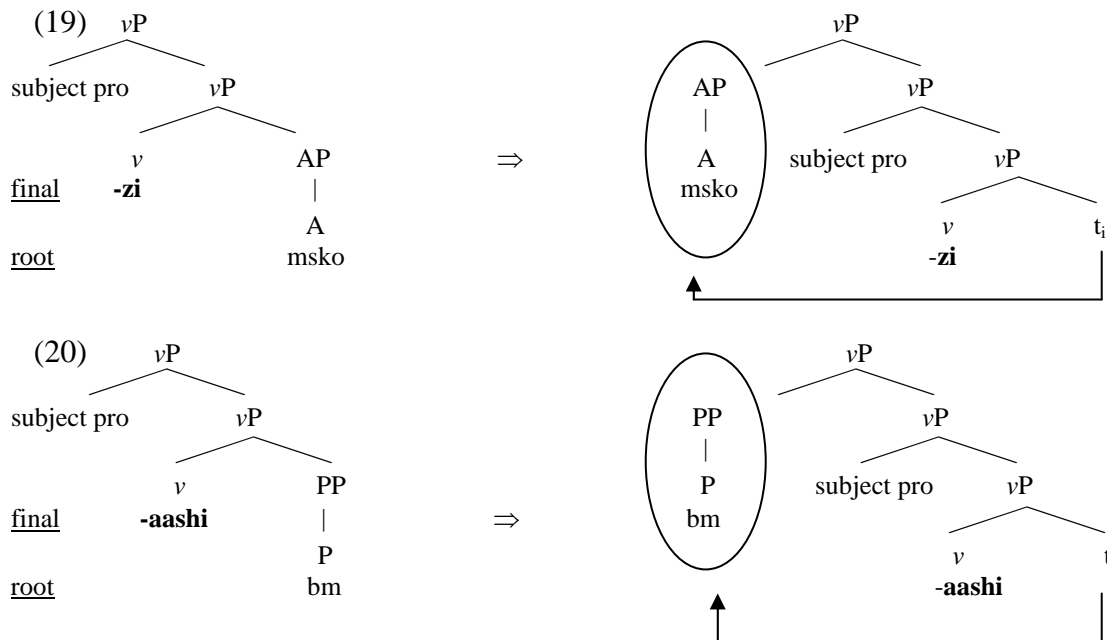 (19) vP vP
subject pro vP AP vP
|
v AP ⇒ A subject pro vP
final -zi | msko
A v tᵢ
root msko -zi
(20) vP vP
subject pro vP PP vP
|
v PP ⇒ P subject pro vP
final -aashi | bm
P v t
root bm -aashi